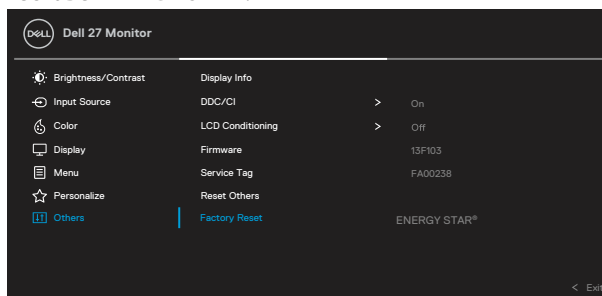 DELL Dell 27 Monitor
Brightness/Contrast Display Info
Input Source DDC/CI > On
Color LCD Conditioning > Off
Display Firmware 13F103
Menu Service Tag FA00238
Personalize Reset Others
Others Factory Reset ENERGY STAR®
< Exit